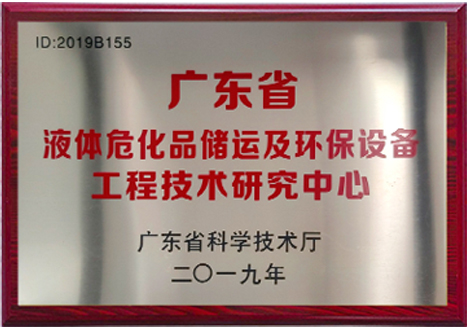 ID:2019B155
广东省
液体危化品储运及环保设备
工程技术研究中心
广东省科学技术厅
二〇一九年